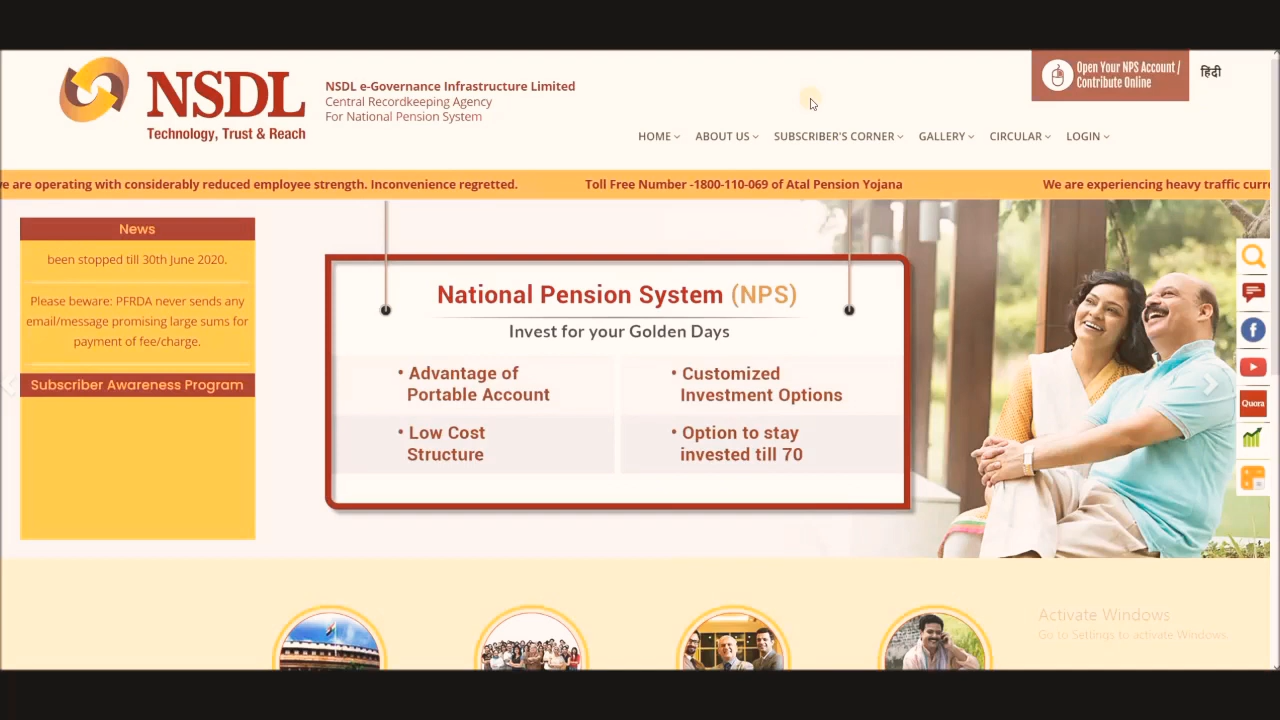 NSDL
Technology, Trust & Reach
NSDL e-Governance Infrastructure Limited
Central Recordkeeping Agency
For National Pension System
Open Your NPS Account /
Contribute Online
हिंदी
HOME
ABOUT US
SUBSCRIBER'S CORNER
GALLERY
CIRCULAR
LOGIN
are operating with considerably reduced employee strength. Inconvenience regretted.
Toll Free Number -1800-110-069 of Atal Pension Yojana
We are experiencing heavy traffic curre
News
been stopped till 30th June 2020.
Please beware: PFRDA never sends any
email/message promising large sums for
payment of fee/charge.
Subscriber Awareness Program
National Pension System (NPS)
Invest for your Golden Days
• Advantage of
Portable Account
• Customized
Investment Options
• Low Cost
Structure
• Option to stay
invested till 70
Quora
Activate Windows
Go to Settings to activate Windows.